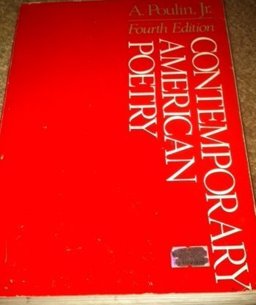 A. Poulin, Jr.
Fourth Edition
CONTEMPORARY
AMERICAN
POETRY